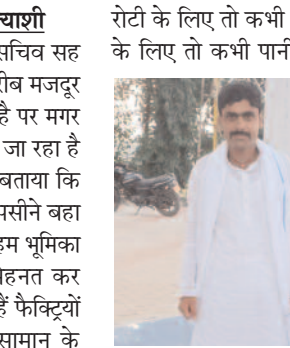 त्याशी
सचिव सह
रीब मजदूर
है पर मगर
जा रहा है
बताया कि
पसीने बहा
हम भूमिका
मेहनत कर
हैं फैक्ट्रियों
सामान के
रोटी के लिए तो कभी
के लिए तो कभी पानी